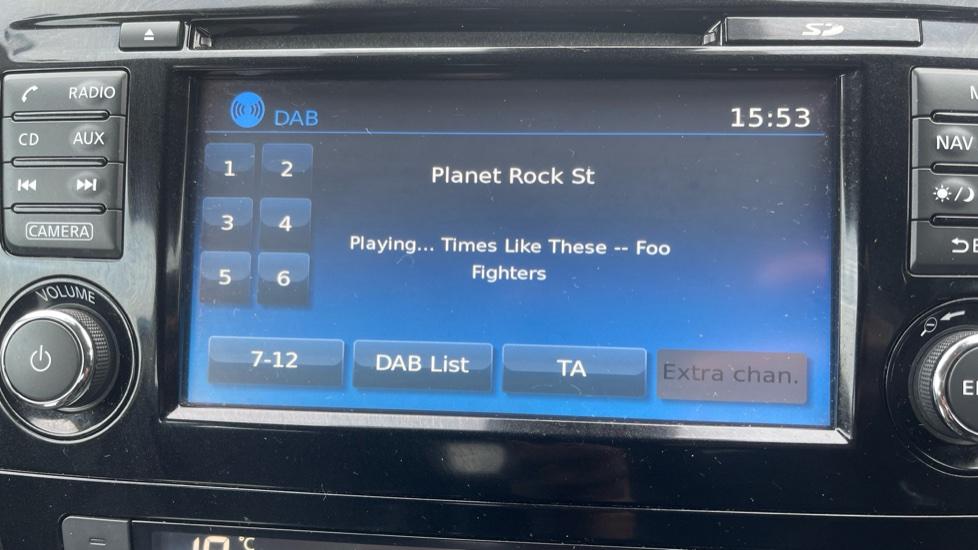 SD
RADIO
CD AUX
CAMERA
VOLUME
DAB 15:53
1 2
3 4
5 6
Planet Rock St
Playing... Times Like These -- Foo
Fighters
7-12 DAB List TA Extra chan.
NAV
°C